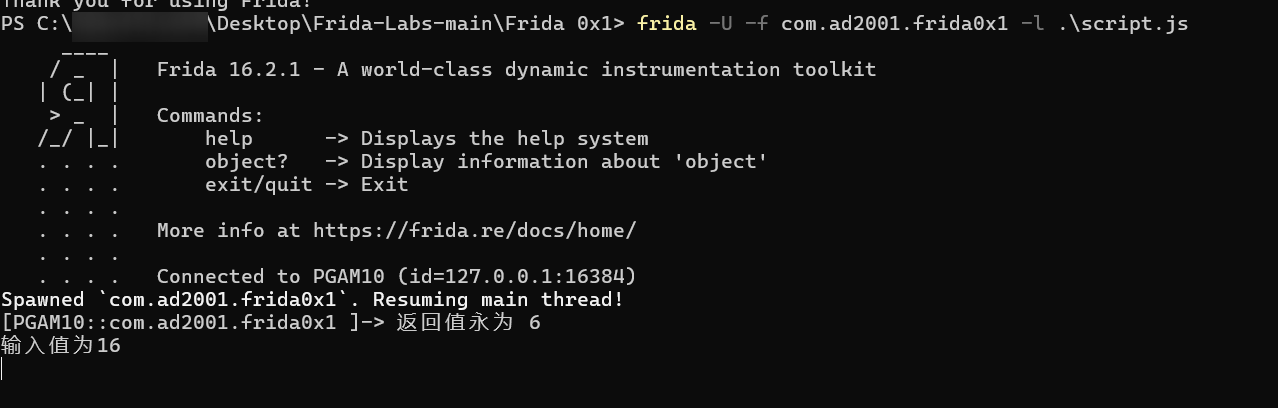 Thank you for using Frida!
PS C:\ \Desktop\Frida-Labs-main\Frida 0x1> frida -U -f com.ad2001.frida0x1 -l .\script.js
     ____
    / _  |   Frida 16.2.1 - A world-class dynamic instrumentation toolkit
   | (_| |
    > _  |   Commands:
   /_/ |_|       help      -> Displays the help system
   . . . .       object?   -> Display information about 'object'
   . . . .       exit/quit -> Exit
   . . . .
   . . . .   More info at https://frida.re/docs/home/
   . . . .
   . . . .   Connected to PGAM10 (id=127.0.0.1:16384)
Spawned `com.ad2001.frida0x1`. Resuming main thread!
[PGAM10::com.ad2001.frida0x1 ]-> 返回值永为 6
输入值为16